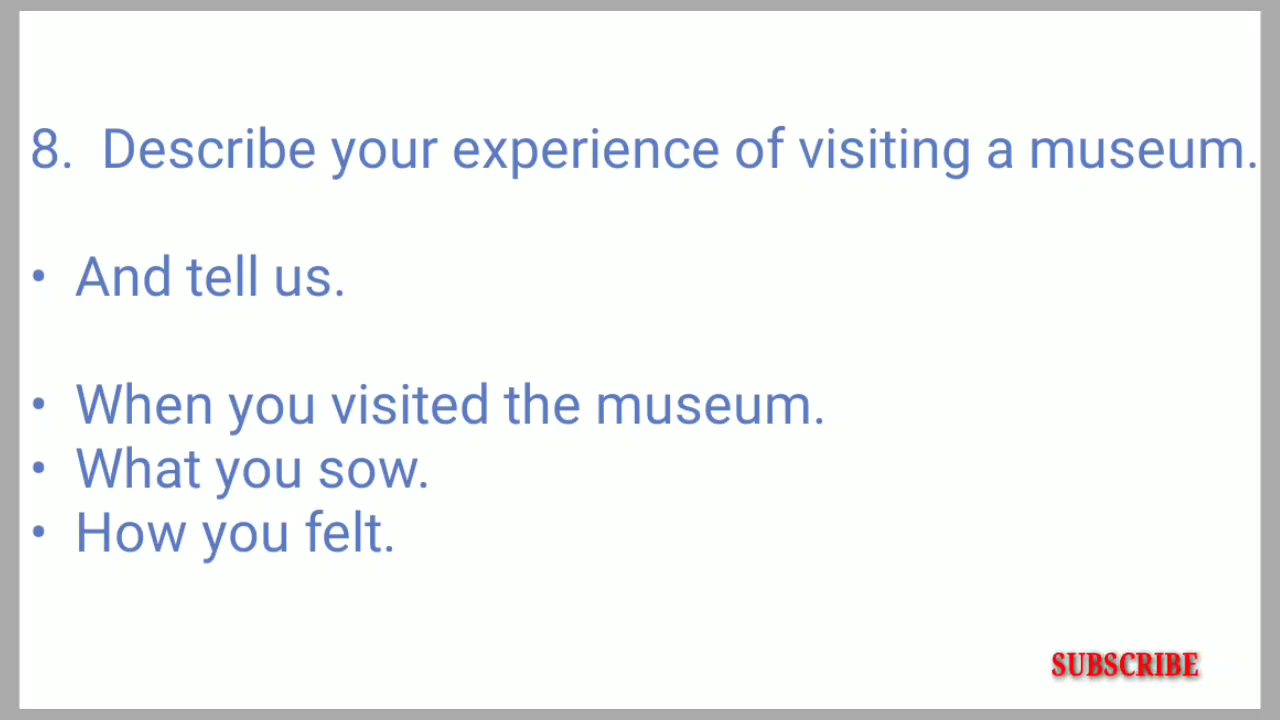 8. Describe your experience of visiting a museum.
• And tell us.
• When you visited the museum.
• What you sow.
• How you felt.
SUBSCRIBE